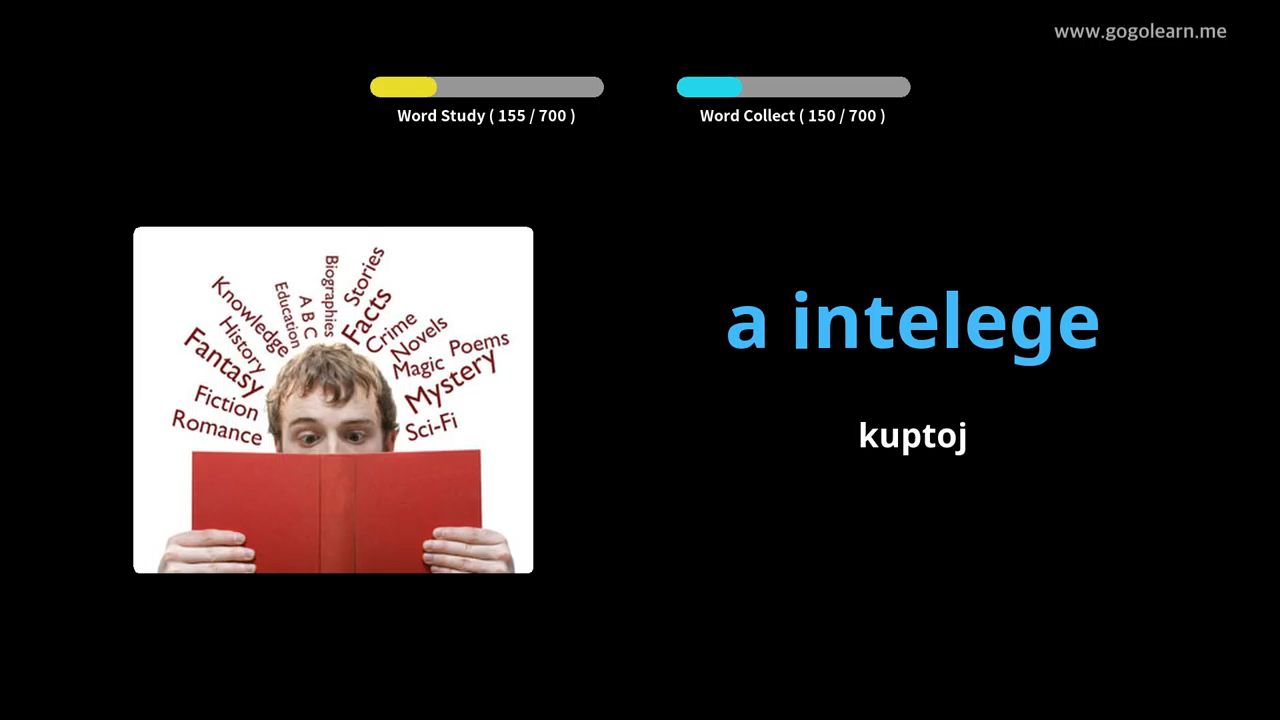 www.gogolearn.me
Word Study ( 155 / 700 )
Word Collect ( 150 / 700 )
Biographies
Stories
Education
A B C
Facts
Knowledge
Crime
History
Novels
Fantasy
Magic
Poems
Mystery
Fiction
Romance
Sci-Fi
a intelege
kuptoj